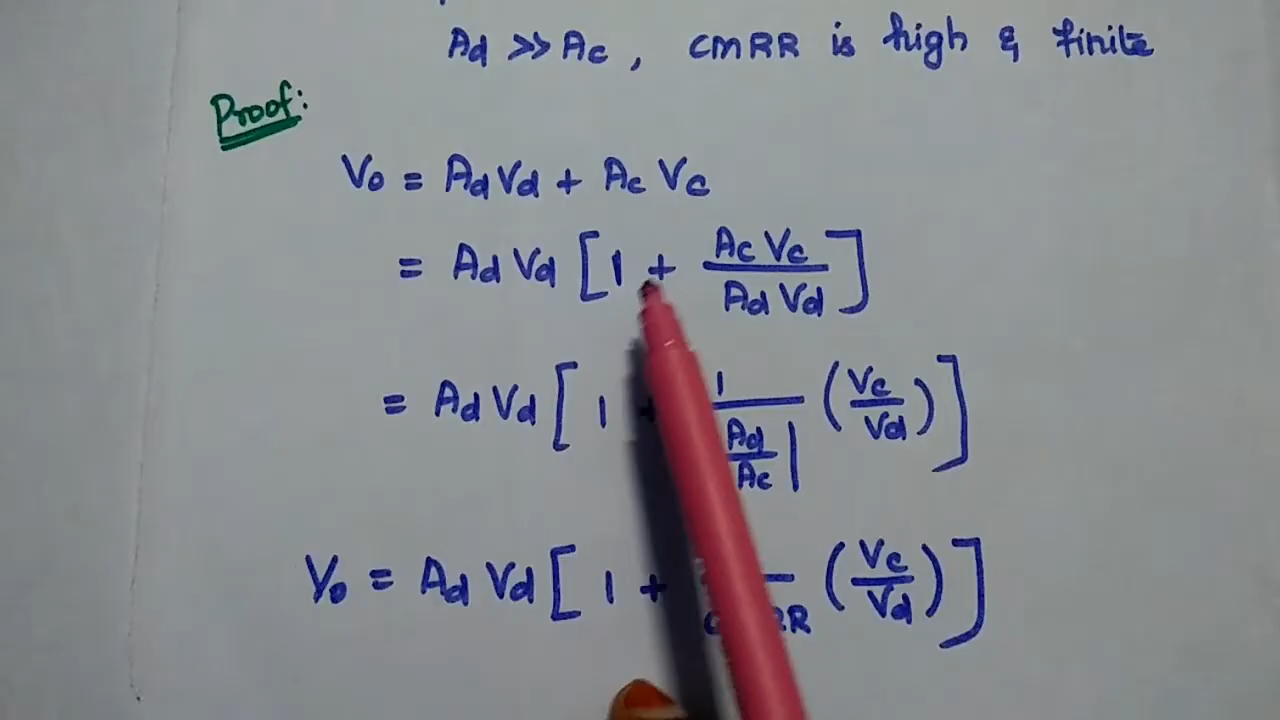 Ad >> Ac, CMRR is high & finite
Proof:
Vo = Ad Vd + Ac Vc
= Ad Vd [1 + Ac Vc / Ad Vd]
= Ad Vd [1 + 1 / |Ad / Ac| (Vc / Vd)]
Vo = Ad Vd [1 + (Vc / Vd)]